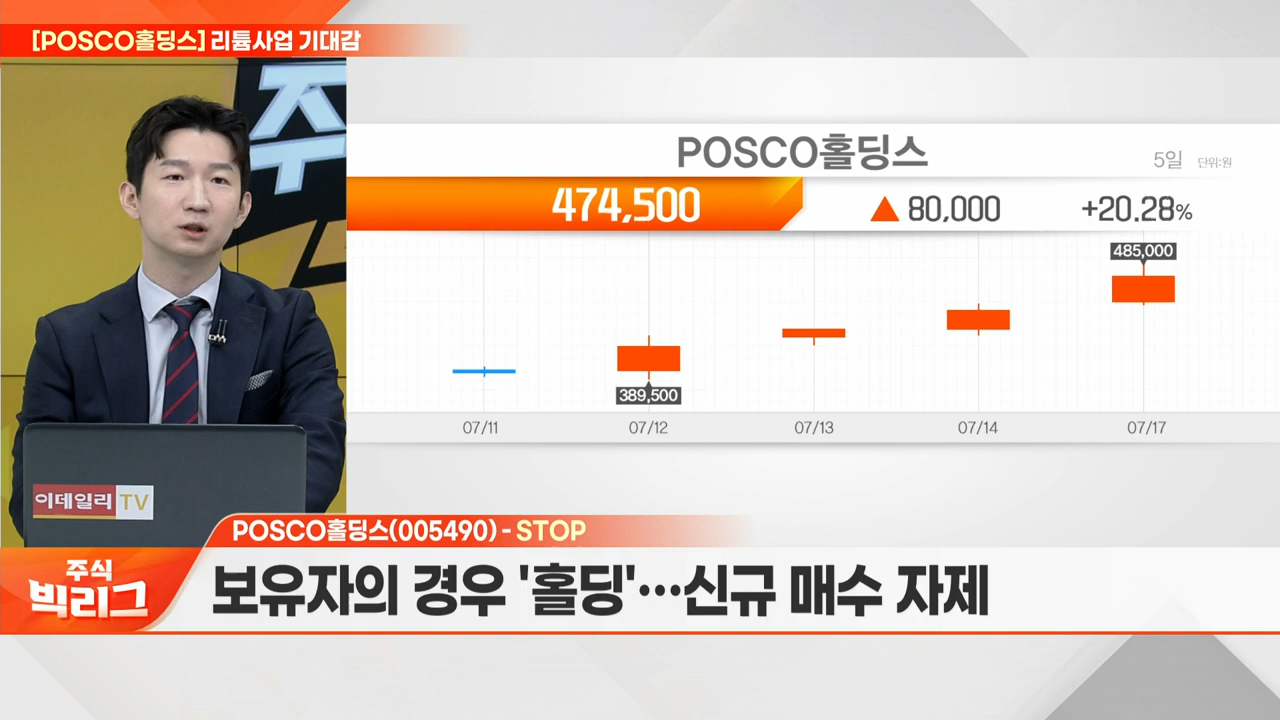 [POSCO홀딩스] 리튬사업 기대감
주
POSCO홀딩스
5일 단위:원
474,500 ▲ 80,000 +20.28%
485,000
389,500
07/11 07/12 07/13 07/14 07/17
이데일리 TV
POSCO홀딩스(005490) - STOP
주식
빅리그
보유자의 경우 '홀딩'…신규 매수 자제